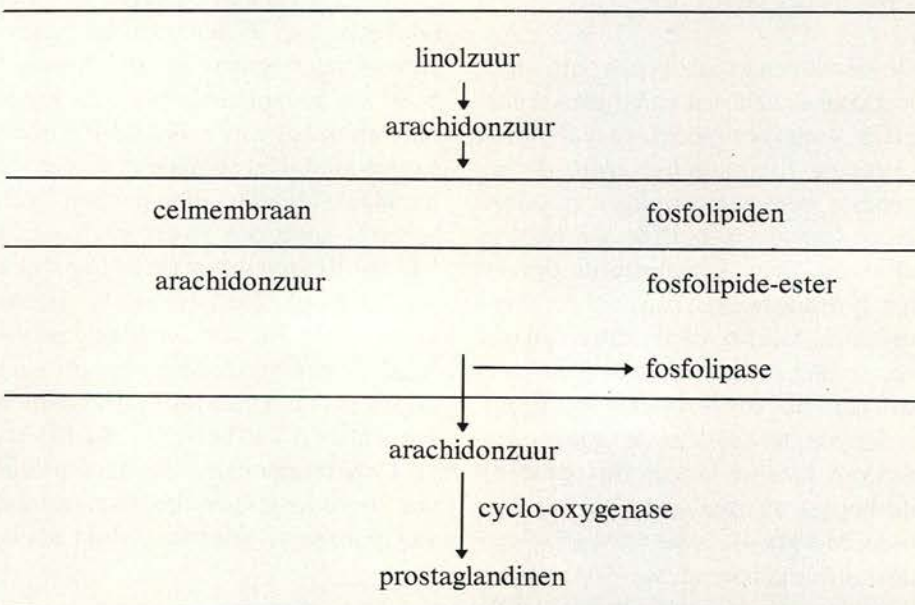 linolzuur
arachidonzuur
celmembraan fosfolipiden
arachidonzuur fosfolipide-ester
fosfolipase
arachidonzuur
cyclo-oxygenase
prostaglandinen